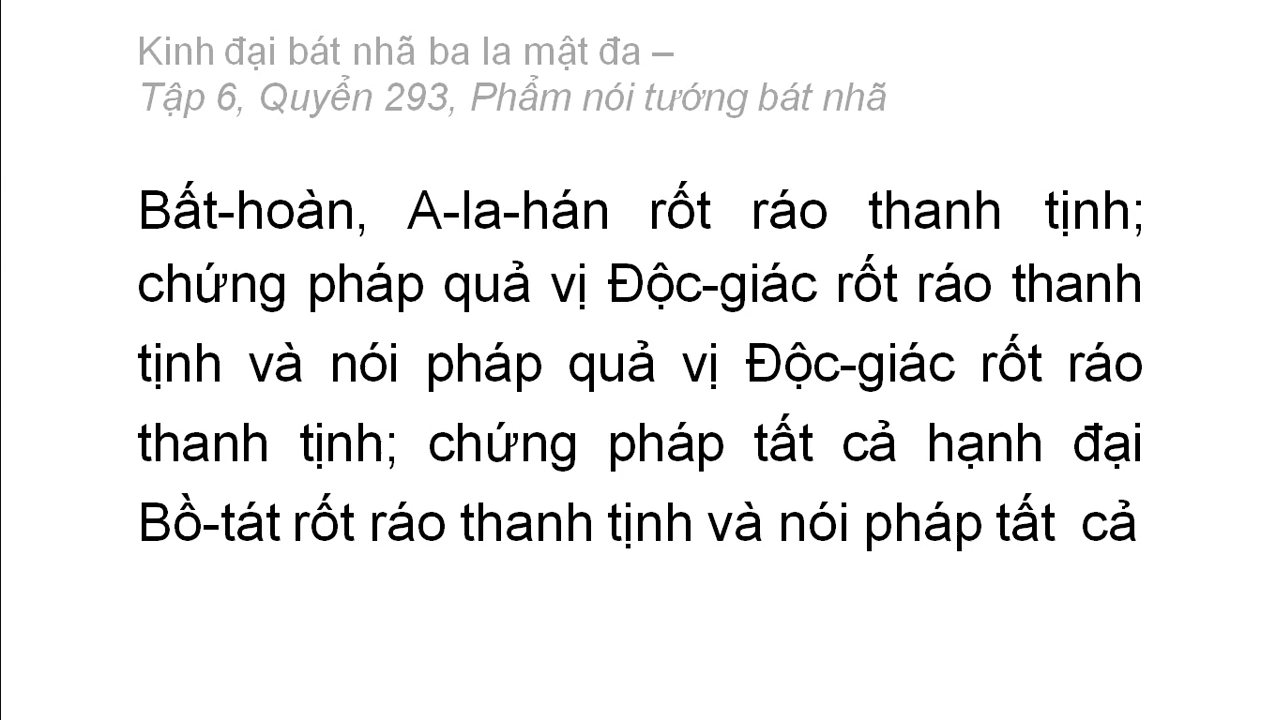 Kinh đại bát nhã ba la mật đa –
Tập 6, Quyển 293, Phẩm nói tướng bát nhã
Bất-hoàn, A-la-hán rốt ráo thanh tịnh;
chứng pháp quả vị Độc-giác rốt ráo thanh
tịnh và nói pháp quả vị Độc-giác rốt ráo
thanh tịnh; chứng pháp tất cả hạnh đại
Bồ-tát rốt ráo thanh tịnh và nói pháp tất cả